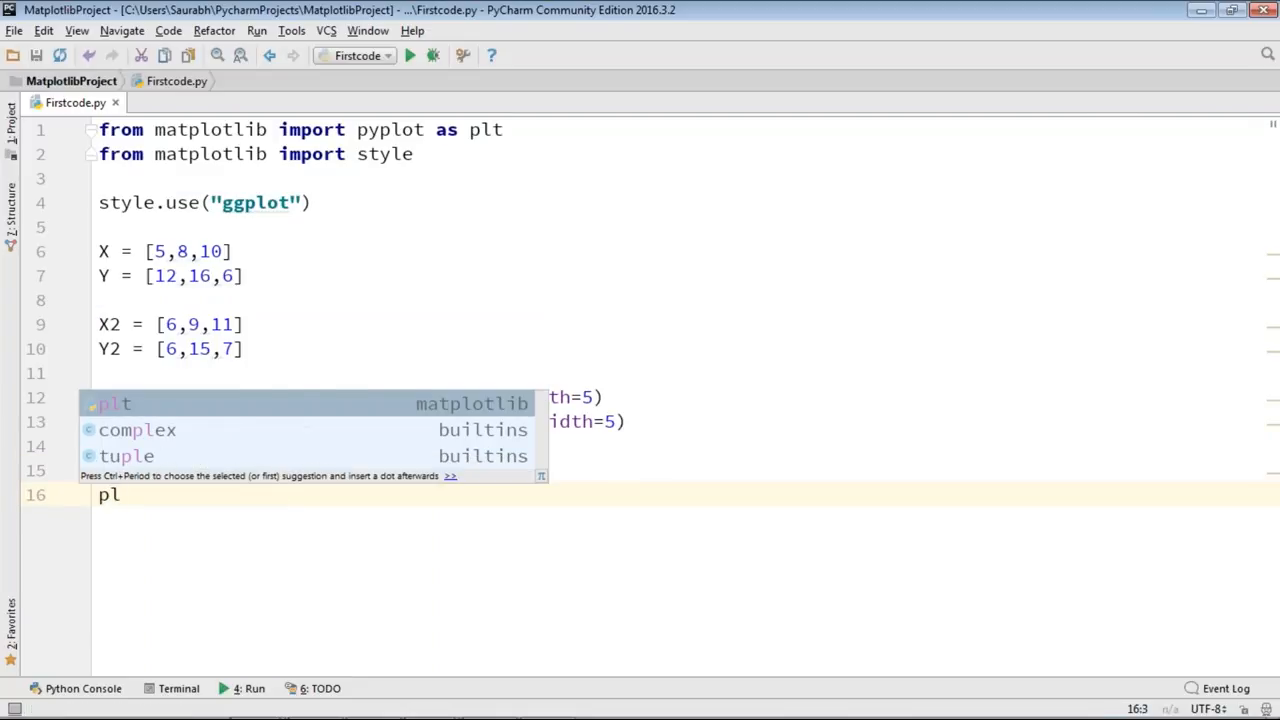 MatplotlibProject - [C:\Users\Saurabh\PycharmProjects\MatplotlibProject] - ...\Firstcode.py - PyCharm Community Edition 2016.3.2
File Edit View Navigate Code Refactor Run Tools VCS Window Help
Firstcode
MatplotlibProject Firstcode.py
Firstcode.py
1: Project
7: Structure
2: Favorites
1 from matplotlib import pyplot as plt
2 from matplotlib import style
3
4 style.use("ggplot")
5
6 X = [5,8,10]
7 Y = [12,16,6]
8
9 X2 = [6,9,11]
10 Y2 = [6,15,7]
11
12 th=5)
13 idth=5)
14
15
plt matplotlib
complex builtins
tuple builtins
Press Ctrl+Period to choose the selected (or first) suggestion and insert a dot afterwards >> π
16 pl
Python Console Terminal 4: Run 6: TODO Event Log
16:3 n/a UTF-8